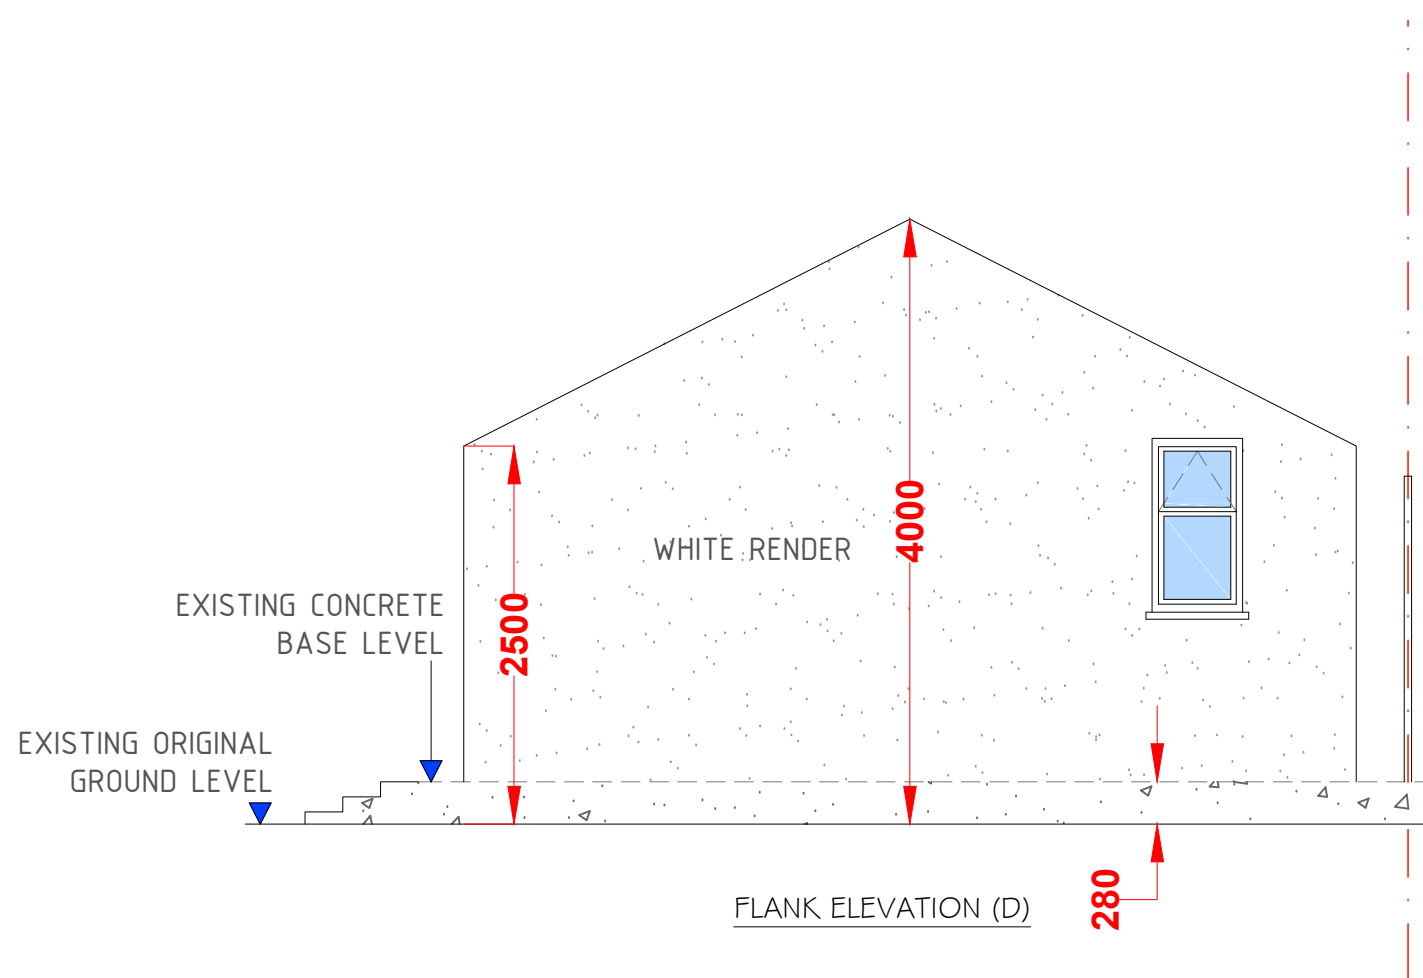 4000
WHITE RENDER
2500
EXISTING CONCRETE
BASE LEVEL
EXISTING ORIGINAL
GROUND LEVEL
280
FLANK ELEVATION (D)